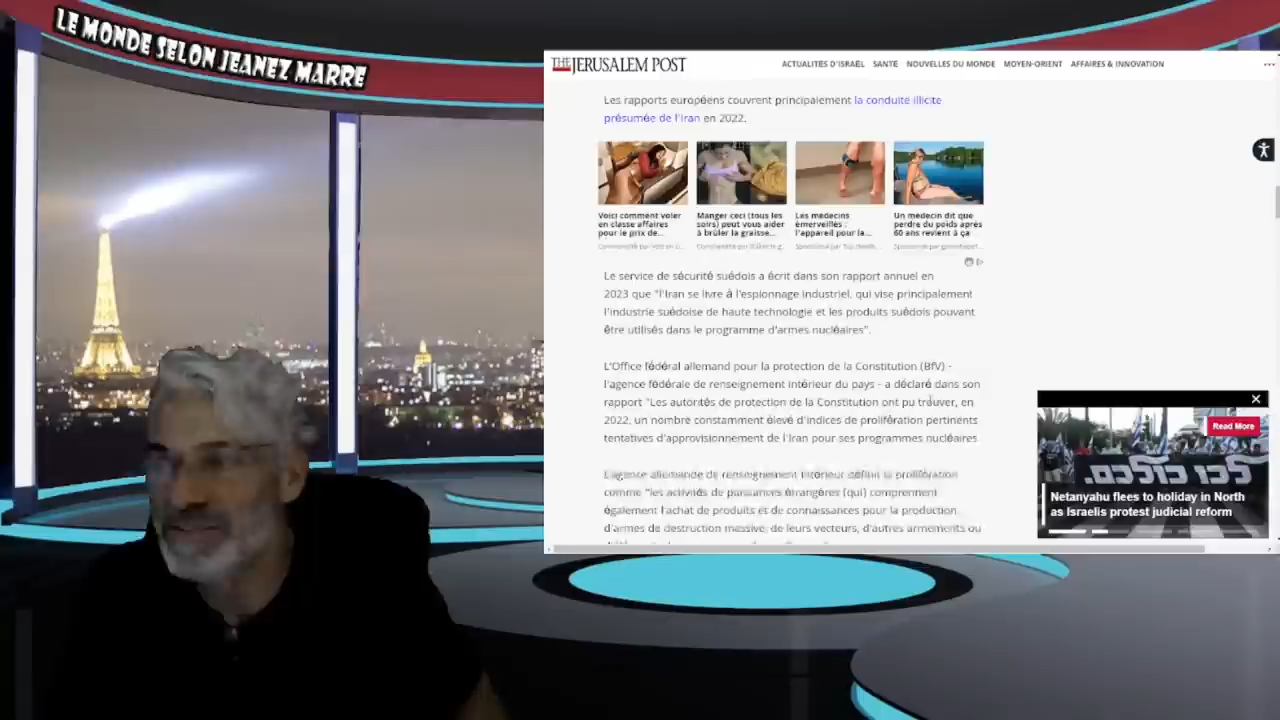 LE MONDE SELON JEANEZ MARRE
THE JERUSALEM POST
ACTUALITÉS D'ISRAËL SANTÉ NOUVELLES DU MONDE MOYEN-ORIENT AFFAIRES & INNOVATION
Les rapports européens couvrent principalement la conduite illicite
présumée de l'Iran en 2022.
Voici comment voler
en classe affaires
pour le prix de...
Manger ceci (tous les
soirs) peut vous aider
à brûler la graisse...
Les médecins
émerveillés :
l'appareil pour la...
Un médecin dit que
perdre du poids après
60 ans revient à ça
Le service de sécurité suédois a écrit dans son rapport annuel en
2023 que "l'Iran se livre à l'espionnage industriel, qui vise principalement
l'industrie suédoise de haute technologie et les produits suédois pouvant
être utilisés dans le programme d'armes nucléaires".
L'Office fédéral allemand pour la protection de la Constitution (BfV) -
l'agence fédérale de renseignement intérieur du pays - a déclaré dans son
rapport "Les autorités de protection de la Constitution ont pu trouver, en
2022, un nombre constamment élevé d'indices de prolifération pertinents
tentatives d'approvisionnement de l'Iran pour ses programmes nucléaires
L'agence allemande de renseignement intérieur définit la prolifération
comme "les activités de puissances étrangères [qui] comprennent
également l'achat de produits et de connaissances pour la production
d'armes de destruction massive, de leurs vecteurs, d'autres armements ou
Read More
לכו כולכם.
Netanyahu flees to holiday in North
as Israelis protest judicial reform